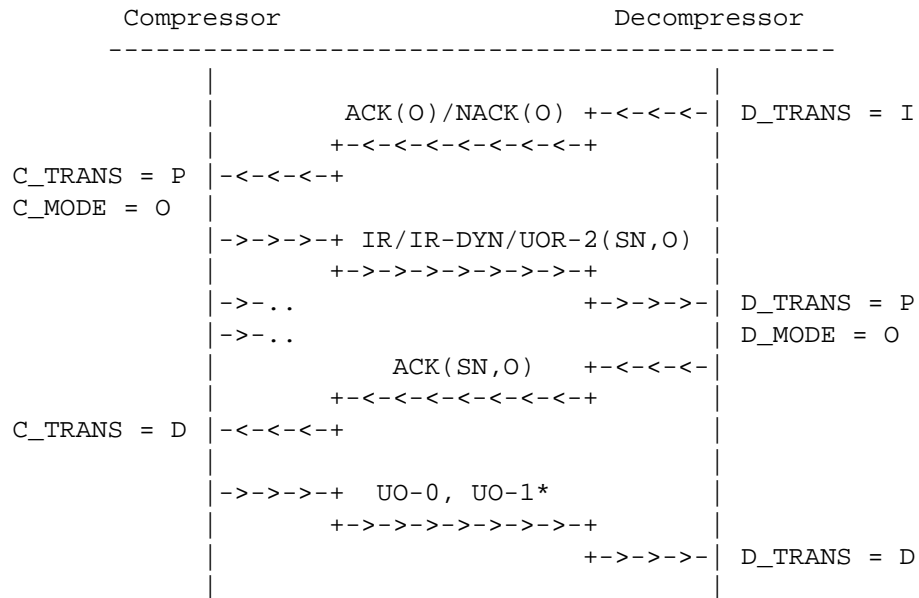 Compressor                     Decompressor
       ----------------------------------------------
              |                               |
              |        ACK(O)/NACK(O) +-<-<-<-|  D_TRANS = I
              |       +-<-<-<-<-<-<-<-+       |
 C_TRANS = P  |-<-<-<-+                       |
 C_MODE = O   |                               |
              |->->->-+ IR/IR-DYN/UOR-2(SN,O) |
              |       +->->->->->->->-+       |
              |->-..                  +->->->-|  D_TRANS = P
              |->-..                          |  D_MODE = O
              |           ACK(SN,O)   +-<-<-<-|
              |       +-<-<-<-<-<-<-<-+       |
 C_TRANS = D  |-<-<-<-+                       |
              |                               |
              |->->->-+  UO-0, UO-1*          |
              |       +->->->->->->->-+       |
              |                       +->->->-|  D_TRANS = D
              |                               |